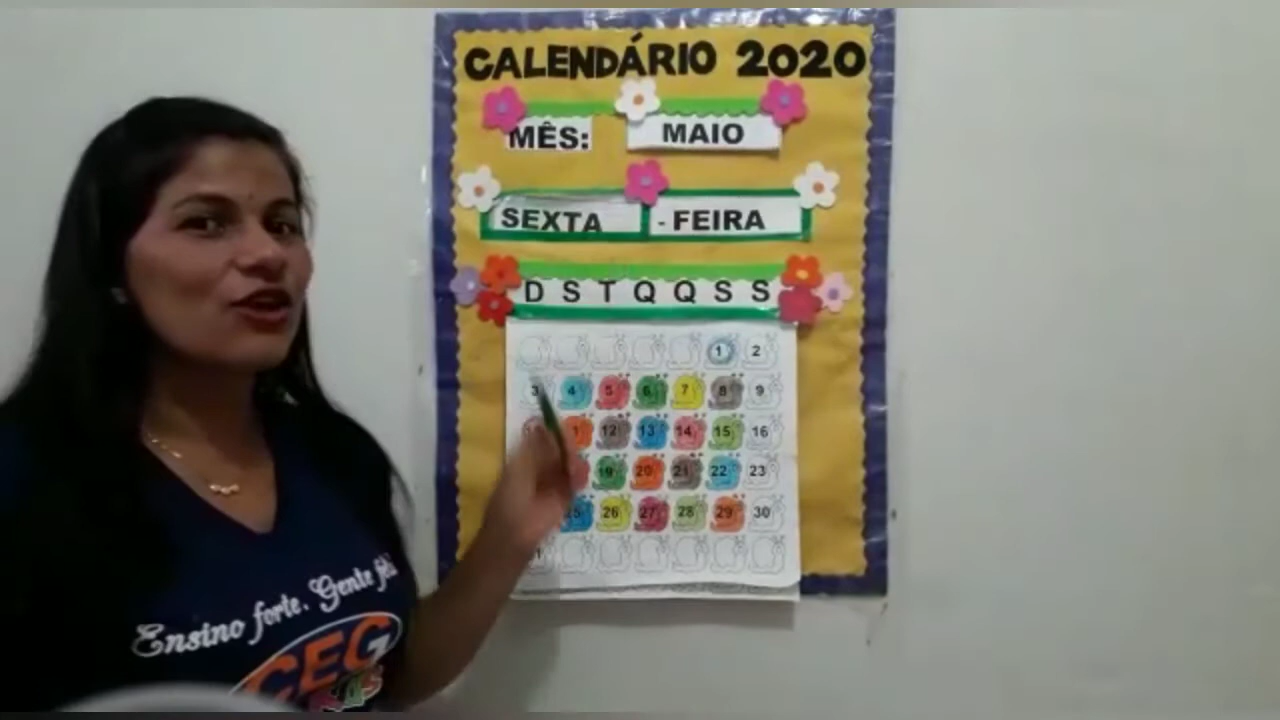 CALENDÁRIO 2020
MÊS: MAIO
SEXTA - FEIRA
D S T Q Q S S
1 2
3 4 5 6 7 8 9
12 13 14 15 16
19 20 21 22 23
25 26 27 28 29 30
Ensino forte. Gente
CEG